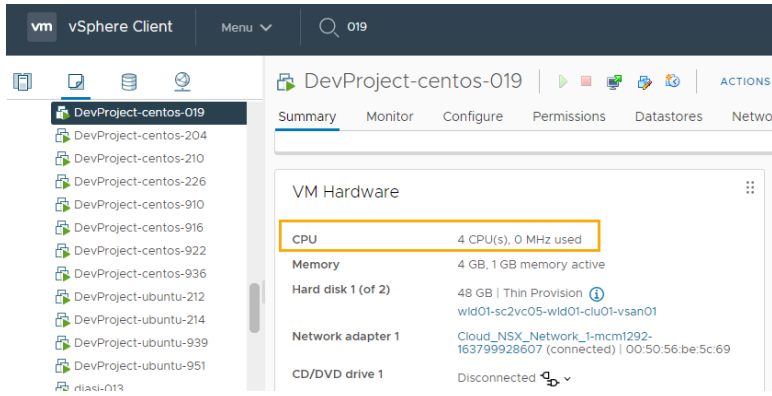 vm vSphere Client Menu 019
DevProject-centos-019
DevProject-centos-204
DevProject-centos-210
DevProject-centos-226
DevProject-centos-910
DevProject-centos-916
DevProject-centos-922
DevProject-centos-936
DevProject-ubuntu-212
DevProject-ubuntu-214
DevProject-ubuntu-939
DevProject-ubuntu-951
diasi-013
DevProject-centos-019 ACTIONS
Summary Monitor Configure Permissions Datastores Netwo
VM Hardware
CPU 4 CPU(s), 0 MHz used
Memory 4 GB, 1 GB memory active
Hard disk 1 (of 2) 48 GB | Thin Provision
wld01-sc2vc05-wld01-clu01-vsan01
Network adapter 1 Cloud_NSX_Network_1-mcm1292-
163799928607 (connected) | 00:50:56:be:5c:69
CD/DVD drive 1 Disconnected